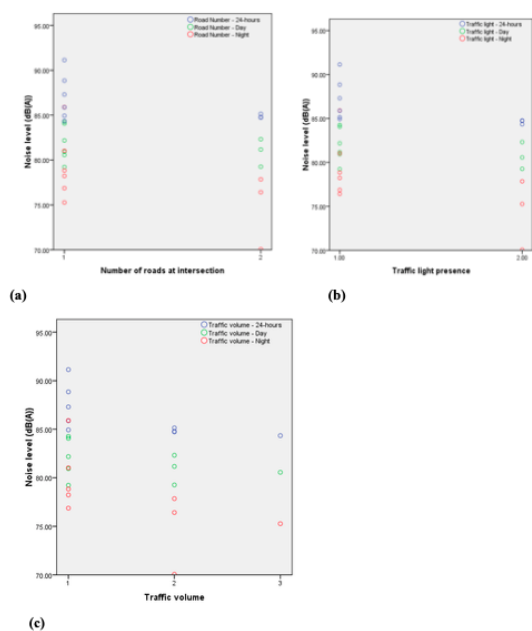 Road Number - 24-hours
Road Number - Day
Road Number - Night
95.00
90.00
85.00
80.00
75.00
70.00
Noise level (dB(A))
1
2
Number of roads at intersection
(a)
Traffic light - 24-hours
Traffic light - Day
Traffic light - Night
95.00
90.00
85.00
80.00
75.00
70.00
Noise level (dB(A))
1.00
2.00
Traffic light presence
(b)
Traffic volume - 24-hours
Traffic volume - Day
Traffic volume - Night
95.00
90.00
85.00
80.00
75.00
70.00
Noise level (dB(A))
1
2
3
Traffic volume
(c)